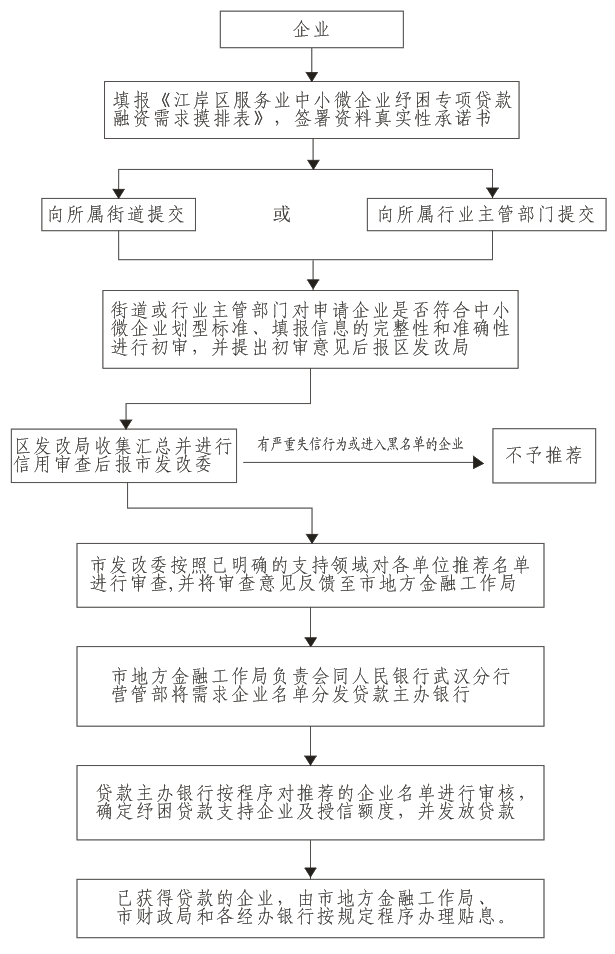 企业
填报《江岸区服务业中小微企业纾困专项贷款
融资需求摸排表》，签署资料真实性承诺书
向所属街道提交
或
向所属行业主管部门提交
街道或行业主管部门对申请企业是否符合中小
微企业划型标准、填报信息的完整性和准确性
进行初审，并提出初审意见后报区发改局
区发改局收集汇总并进行
信用审查后报市发改委
有严重失信行为或进入黑名单的企业
不予推荐
市发改委按照已明确的支持领域对各单位推荐名单
进行审查,并将审查意见反馈至市地方金融工作局
市地方金融工作局负责会同人民银行武汉分行
营管部将需求企业名单分发贷款主办银行
贷款主办银行按程序对推荐的企业名单进行审核，
确定纾困贷款支持企业及授信额度，并发放贷款
已获得贷款的企业，由市地方金融工作局、
市财政局和各经办银行按规定程序办理贴息。